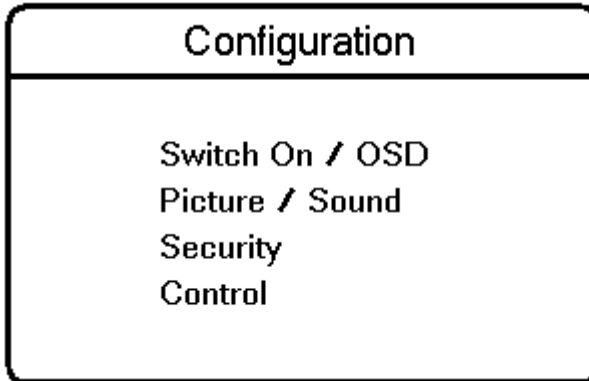 Configuration
Switch On / OSD
Picture / Sound
Security
Control